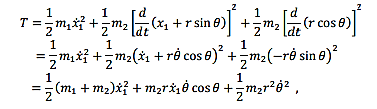 T = \frac{1}{2} m_1 \dot{x}_1^2 + \frac{1}{2} m_2 \left[ \frac{d}{dt} (x_1 + r \sin\theta) \right]^2 + \frac{1}{2} m_2 \left[ \frac{d}{dt} (r \cos\theta) \right]^2
= \frac{1}{2} m_1 \dot{x}_1^2 + \frac{1}{2} m_2 (\dot{x}_1 + r\dot{\theta} \cos\theta)^2 + \frac{1}{2} m_2 (-r\dot{\theta} \sin\theta)^2
= \frac{1}{2} (m_1 + m_2) \dot{x}_1^2 + m_2 r \dot{x}_1 \dot{\theta} \cos\theta + \frac{1}{2} m_2 r^2 \dot{\theta}^2 ,